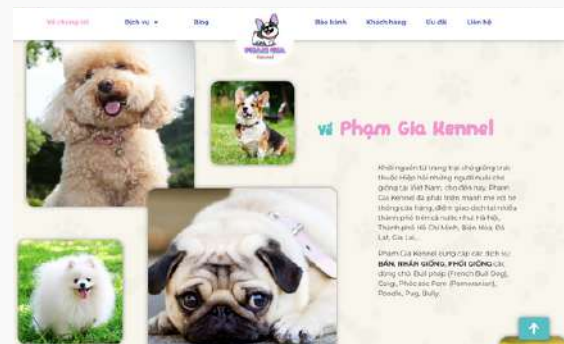 Về chúng tôi
Dịch vụ
Blog
PHẠM GIA
Kennel
Bảo hành
Khách hàng
Ưu đãi
Liên hệ
Về Phạm Gia Kennel
Khởi nguồn từ trang trại chó giống trực
thuộc Hiệp hội những người nuôi chó
giống tại Việt Nam, cho đến nay, Phạm
Gia Kennel đã phát triển mạnh mẽ với hệ
thống cửa hàng, điểm giao dịch tại nhiều
thành phố trên cả nước như: Hà Nội,
Thành phố Hồ Chí Minh, Biên Hòa, Đà
Lạt, Gia Lai,...
Phạm Gia Kennel cung cấp các dịch vụ:
BÁN, NHÂN GIỐNG, PHỐI GIỐNG các
dòng chó: Bull pháp (French Bull Dog),
Corgi, Phốc sóc Pom (Pomeranian),
Poodle, Pug, Bully.